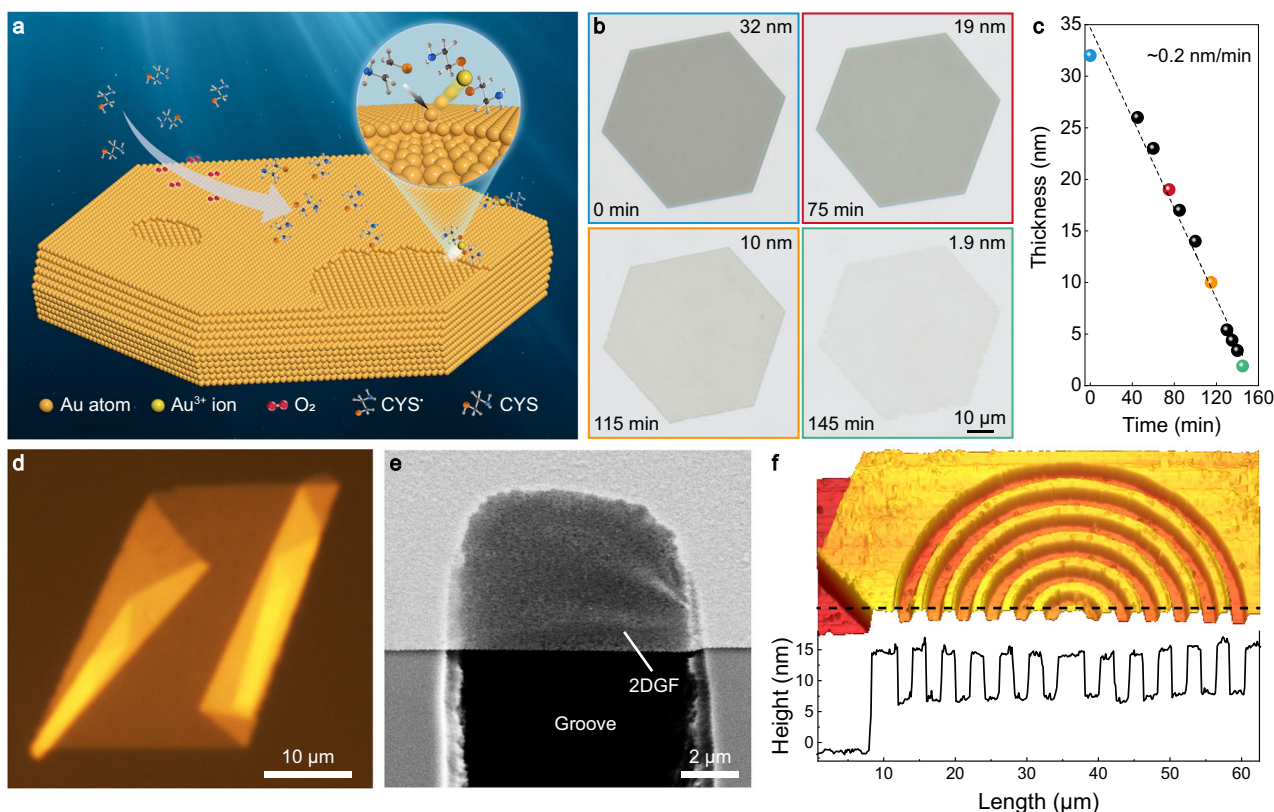 a
Au atom
Au³⁺ ion
O₂
CYS•
CYS
b
32 nm
0 min
19 nm
75 min
10 nm
115 min
1.9 nm
145 min
10 µm
c
35
30
25
20
15
10
5
0
~0.2 nm/min
Thickness (nm)
0 40 80 120 160
Time (min)
d
10 µm
e
2DGF
Groove
2 µm
f
15
10
5
0
Height (nm)
10 20 30 40 50 60
Length (µm)